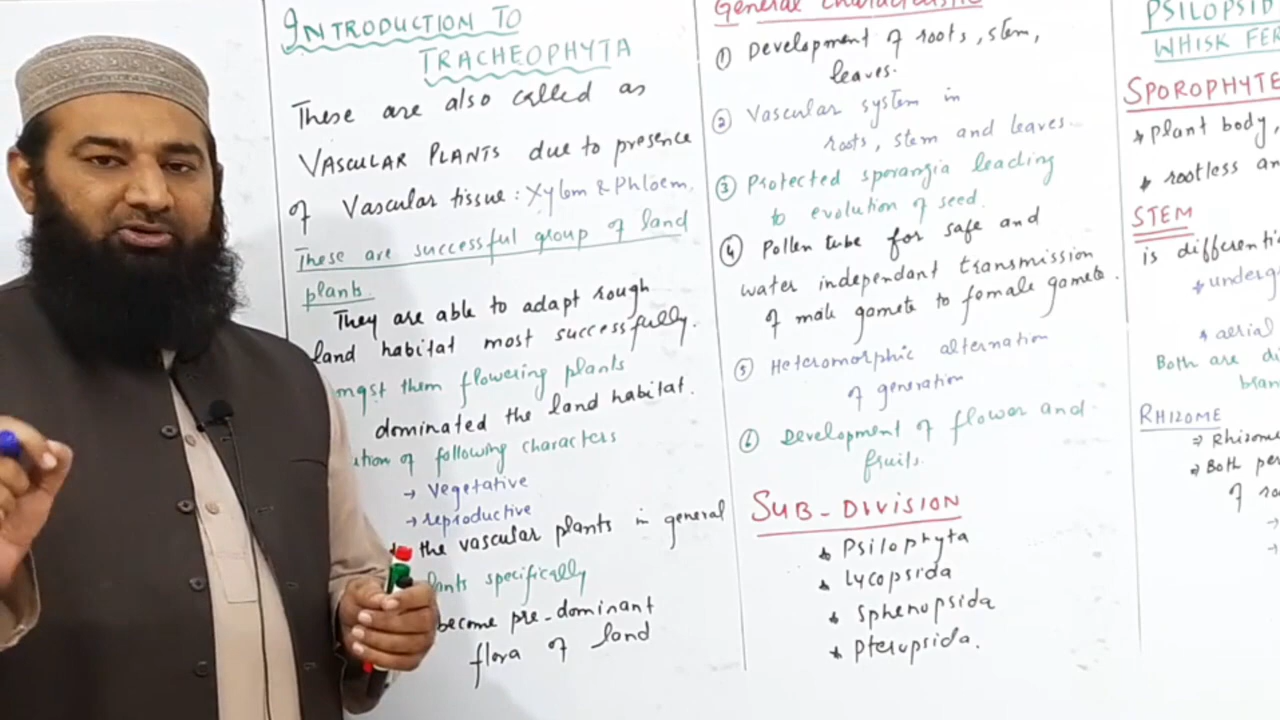 INTRODUCTION TO
TRACHEOPHYTA
These are also called as
VASCULAR PLANTS due to presence
of Vascular tissue: Xylem & Phloem.
These are successful group of land
plants.
They are able to adapt rough
land habitat most successfully.
mgst them flowering plants
dominated the land habitat.
ution of following characters
→ Vegetative
→ reproductive
the vascular plants in general
lants specifically
become pre-dominant
flora of land
General Characteristic
① Development of roots, stem,
leaves.
② Vascular system in
roots, stem and leaves.
③ Protected sporangia leading
to evolution of seed.
④ Pollen tube for safe and
water independant transmission
of male gamete to female gamete.
⑤ Heteromorphic alternation
of generation
⑥ Development of flower and
fruits.
SUB-DIVISION
* Psilophyta
* Lycopsida
* Sphenopsida
* Pteropsida.
PSILOPSID
WHISK FER
SPOROPHYTE
* plant body,
* rootless an
STEM
is differenti
* underg
* aerial
Both are di
bran
RHIZOME
⇒ Rhizome
⇒ Both per
of ro
→
→